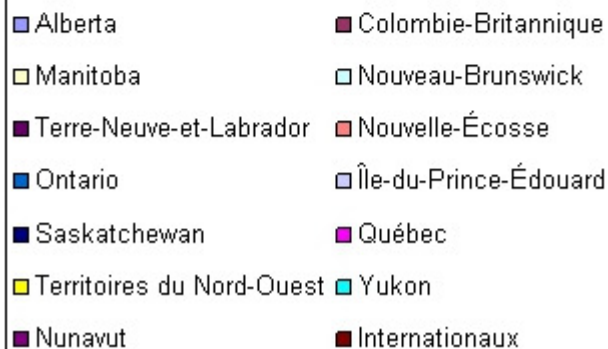 Alberta Colombie-Britannique
Manitoba Nouveau-Brunswick
Terre-Neuve-et-Labrador Nouvelle-Écosse
Ontario Île-du-Prince-Édouard
Saskatchewan Québec
Territoires du Nord-Ouest Yukon
Nunavut Internationaux